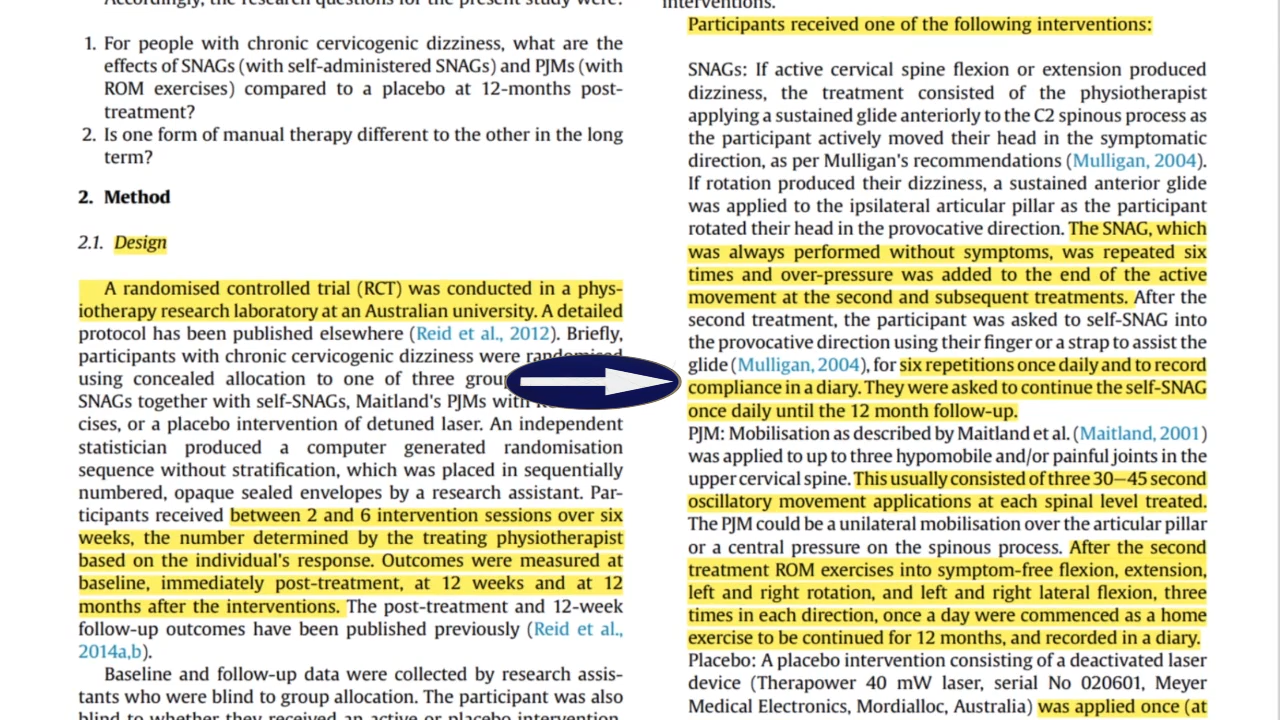 Accordingly, the research questions for the present study were:
1. For people with chronic cervicogenic dizziness, what are the
effects of SNAGs (with self-administered SNAGs) and PJMs (with
ROM exercises) compared to a placebo at 12-months post-
treatment?
2. Is one form of manual therapy different to the other in the long
term?
2. Method
2.1. Design
A randomised controlled trial (RCT) was conducted in a phys-
iotherapy research laboratory at an Australian university. A detailed
protocol has been published elsewhere (Reid et al., 2012). Briefly,
participants with chronic cervicogenic dizziness were randomised
using concealed allocation to one of three
SNAGs together with self-SNAGs, Maitland's PJMs with
cises, or a placebo intervention of detuned laser. An independent
statistician produced a computer generated randomisation
sequence without stratification, which was placed in sequentially
numbered, opaque sealed envelopes by a research assistant. Par-
ticipants received between 2 and 6 intervention sessions over six
weeks, the number determined by the treating physiotherapist
based on the individual's response. Outcomes were measured at
baseline, immediately post-treatment, at 12 weeks and at 12
months after the interventions. The post-treatment and 12-week
follow-up outcomes have been published previously (Reid et al.,
2014a,b).
Baseline and follow-up data were collected by research assis-
tants who were blind to group allocation. The participant was also
blind to whether they received an active or placebo intervention.
interventions.
Participants received one of the following interventions:
SNAGs: If active cervical spine flexion or extension produced
dizziness, the treatment consisted of the physiotherapist
applying a sustained glide anteriorly to the C2 spinous process as
the participant actively moved their head in the symptomatic
direction, as per Mulligan's recommendations (Mulligan, 2004).
If rotation produced their dizziness, a sustained anterior glide
was applied to the ipsilateral articular pillar as the participant
rotated their head in the provocative direction. The SNAG, which
was always performed without symptoms, was repeated six
times and over-pressure was added to the end of the active
movement at the second and subsequent treatments. After the
second treatment, the participant was asked to self-SNAG into
the provocative direction using their finger or a strap to assist the
glide (Mulligan, 2004), for six repetitions once daily and to record
compliance in a diary. They were asked to continue the self-SNAG
once daily until the 12 month follow-up.
PJM: Mobilisation as described by Maitland et al. (Maitland, 2001)
was applied to up to three hypomobile and/or painful joints in the
upper cervical spine. This usually consisted of three 30–45 second
oscillatory movement applications at each spinal level treated.
The PJM could be a unilateral mobilisation over the articular pillar
or a central pressure on the spinous process. After the second
treatment ROM exercises into symptom-free flexion, extension,
left and right rotation, and left and right lateral flexion, three
times in each direction, once a day were commenced as a home
exercise to be continued for 12 months, and recorded in a diary.
Placebo: A placebo intervention consisting of a deactivated laser
device (Therapower 40 mW laser, serial No 020601, Meyer
Medical Electronics, Mordialloc, Australia) was applied once (at